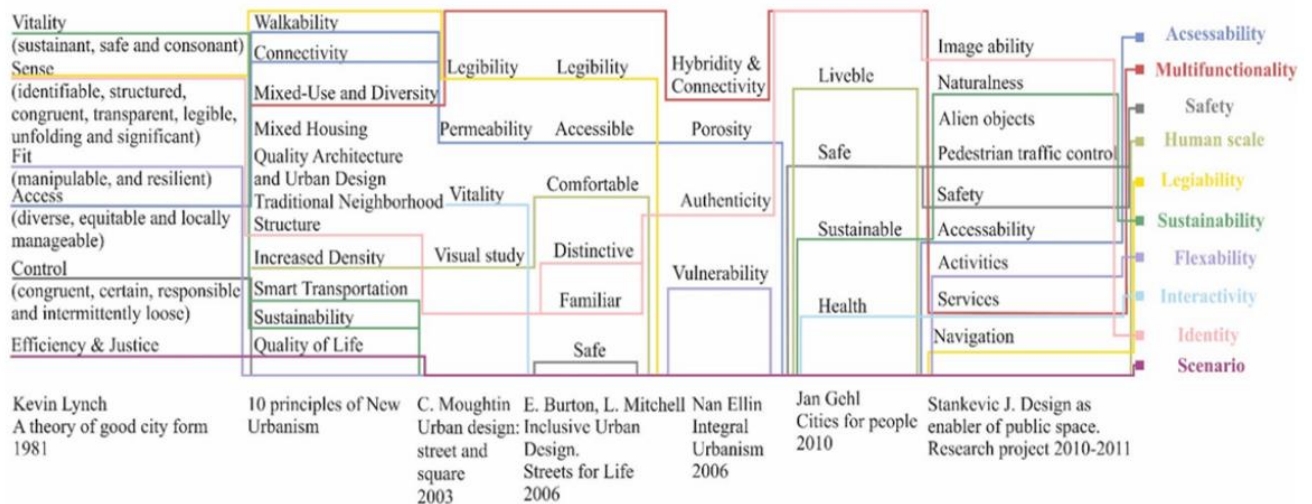 Vitality
(sustainant, safe and consonant)
Sense
(identifiable, structured,
congruent, transparent, legible,
unfolding and significant)
Fit
(manipulable, and resilient)
Access
(diverse, equitable and locally
manageable)
Control
(congruent, certain, responsible
and intermittently loose)
Efficiency & Justice
Kevin Lynch
A theory of good city form
1981
Walkability
Connectivity
Mixed-Use and Diversity
Mixed Housing
Quality Architecture
and Urban Design
Traditional Neighborhood
Structure
Increased Density
Smart Transportation
Sustainability
Quality of Life
10 principles of New
Urbanism
Legibility
Permeability
Vitality
Visual study
C. Moughtin
Urban design:
street and
square
2003
Legibility
Accessible
Comfortable
Distinctive
Familiar
Safe
E. Burton, L. Mitchell
Inclusive Urban
Design.
Streets for Life
2006
Hybridity &
Connectivity
Porosity
Authenticity
Vulnerability
Nan Ellin
Integral
Urbanism
2006
Liveble
Safe
Sustainable
Health
Jan Gehl
Cities for people
2010
Image ability
Naturalness
Alien objects
Pedestrian traffic control
Safety
Accessability
Activities
Services
Navigation
Stankevic J. Design as
enabler of public space.
Research project 2010-2011
Acsessability
Multifunctionality
Safety
Human scale
Legiability
Sustainability
Flexability
Interactivity
Identity
Scenario